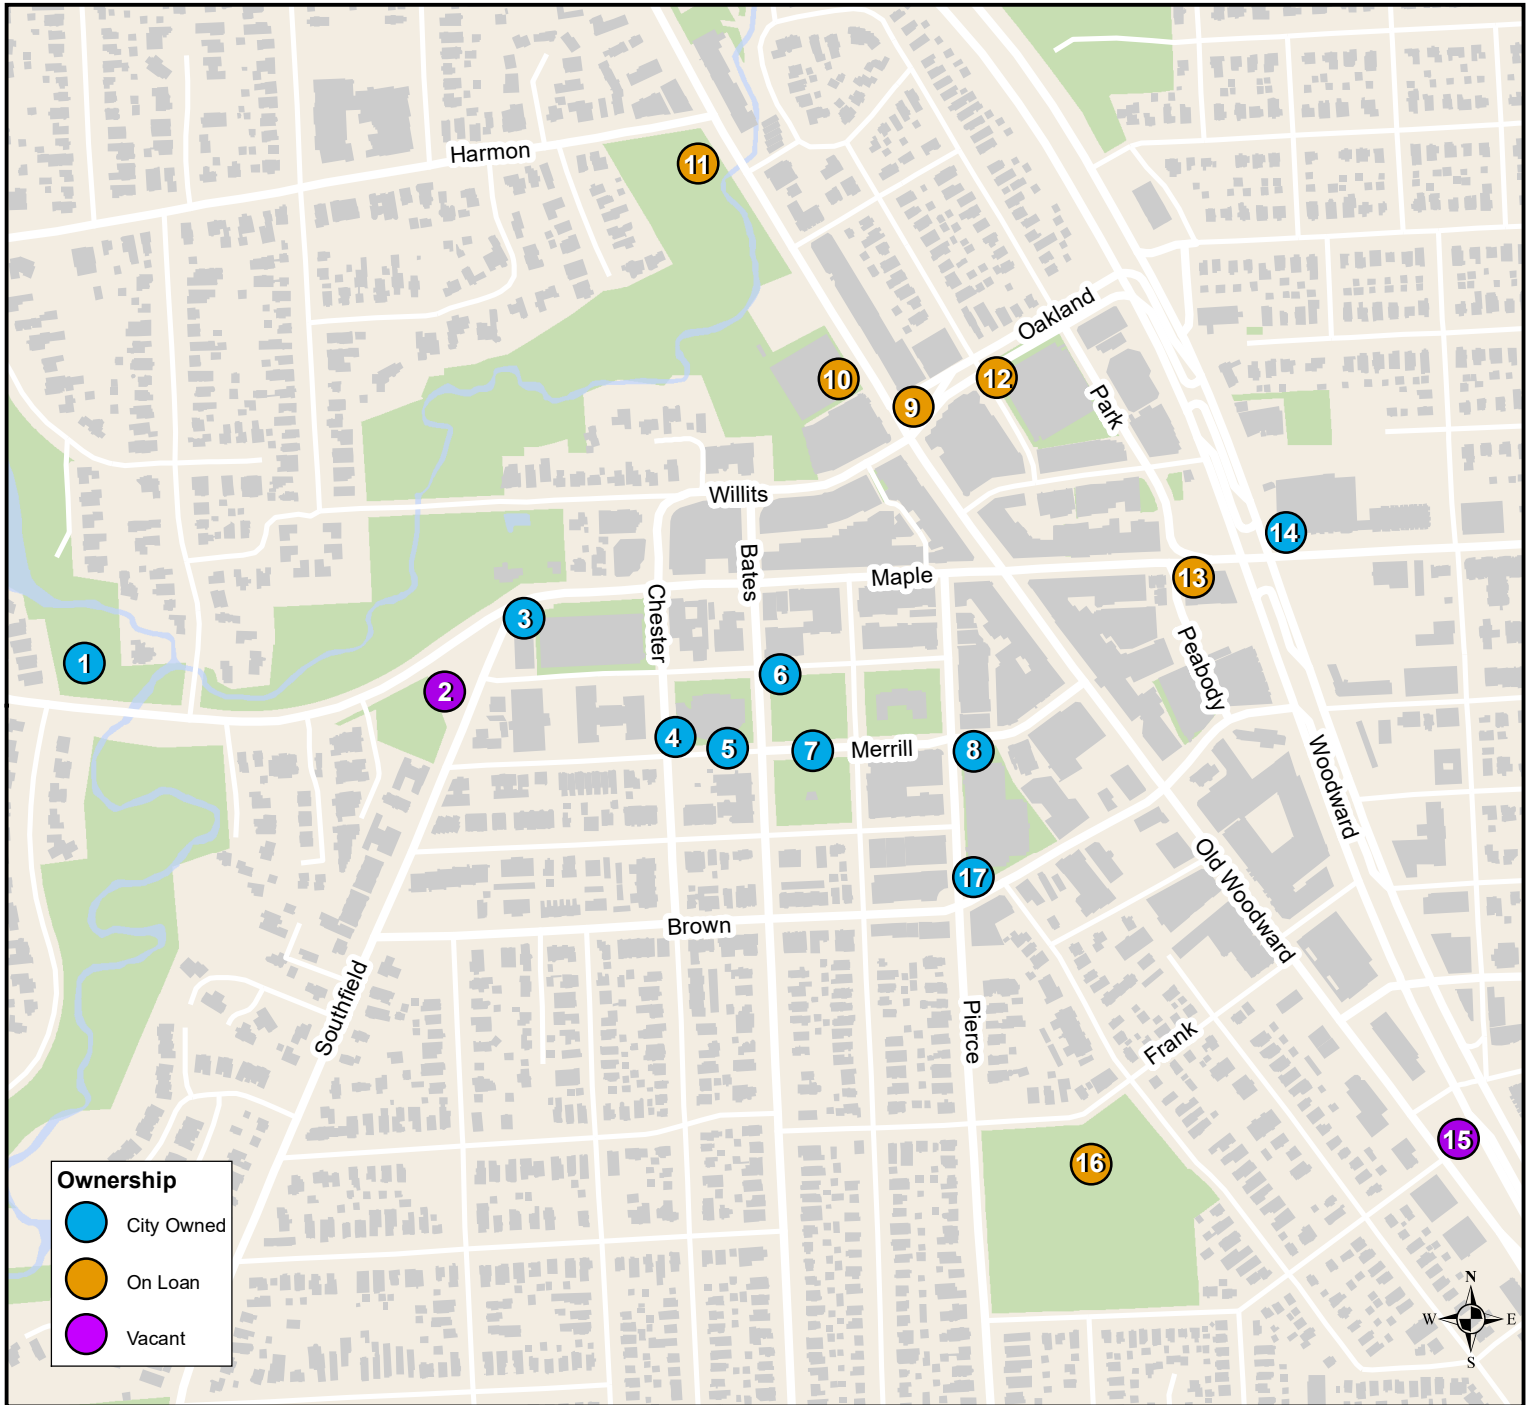 Harmon
11
Oakland
10
12
9
Park
Willits
14
Bates
Maple
13
Chester
3
1
6
Peabody
2
4
5
7
Merrill
8
Woodward
Old Woodward
17
Brown
Southfield
Pierce
Frank
15
16
Ownership
City Owned
On Loan
Vacant
N
W
E
S